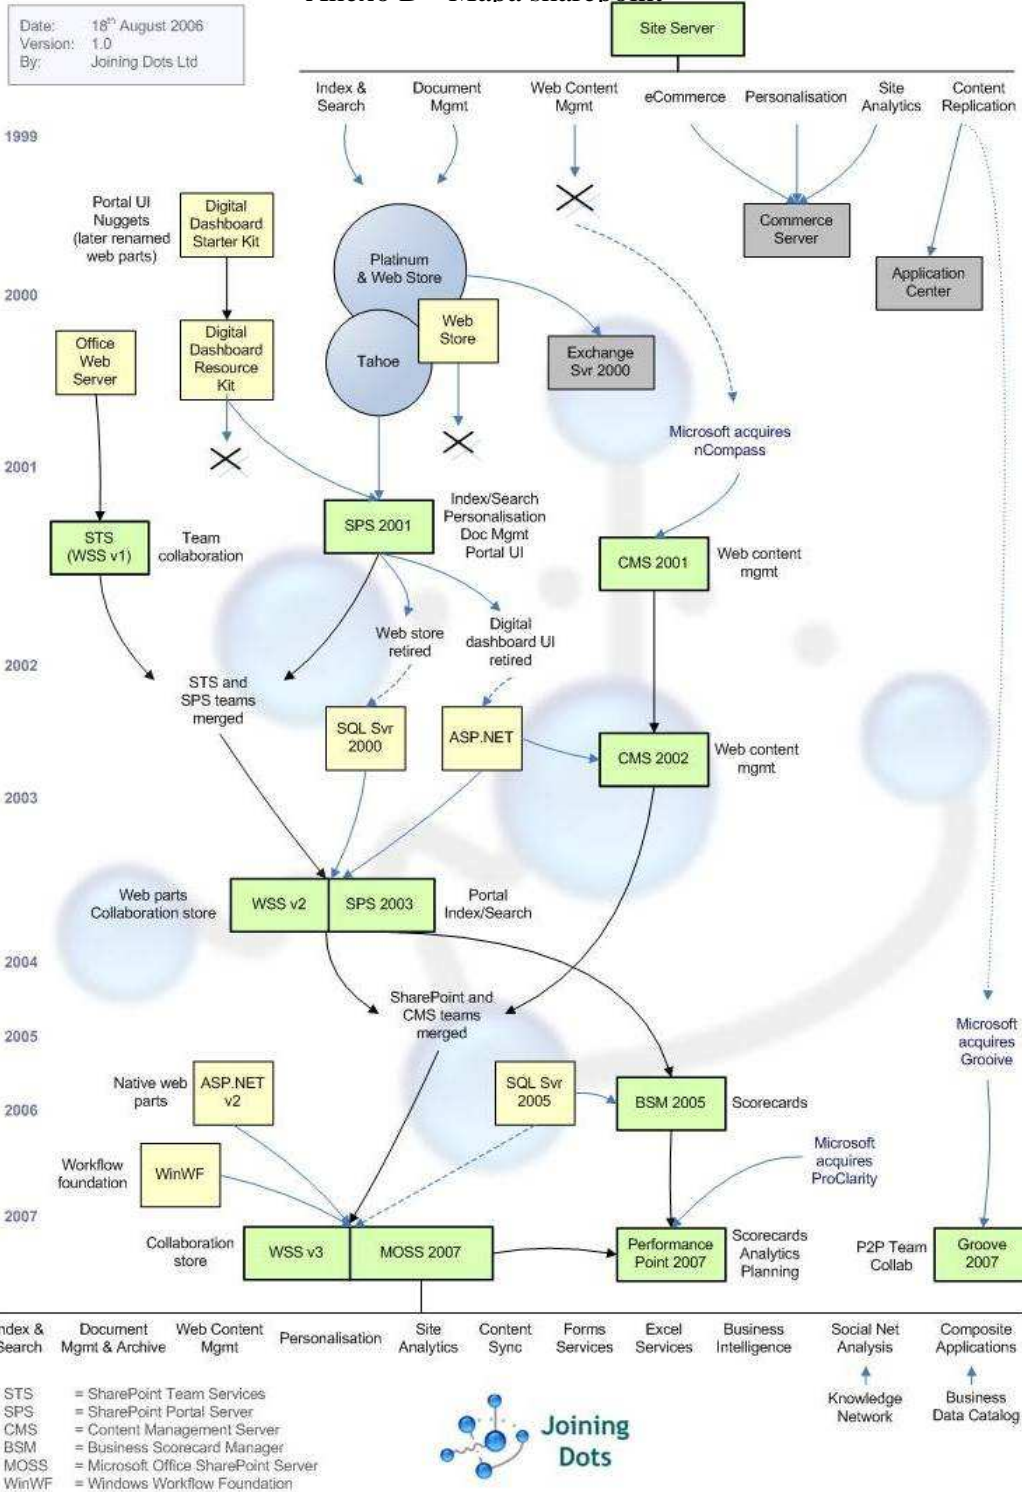 Anexo B – Mapa sharepoint
Date: 18th August 2006
Version: 1.0
By: Joining Dots Ltd
Site Server
Index &
Search
Document
Mgmt
Web Content
Mgmt
eCommerce
Personalisation
Site
Analytics
Content
Replication
1999
Portal UI
Nuggets
(later renamed
web parts)
Digital
Dashboard
Starter Kit
Platinum
& Web Store
Commerce
Server
Application
Center
2000
Office
Web
Server
Digital
Dashboard
Resource
Kit
Tahoe
Web
Store
Exchange
Svr 2000
Microsoft acquires
nCompass
2001
STS
(WSS v1)
Team
collaboration
SPS 2001
Index/Search
Personalisation
Doc Mgmt
Portal UI
CMS 2001
Web content
mgmt
Web store
retired
Digital
dashboard UI
retired
2002
STS and
SPS teams
merged
SQL Svr
2000
ASP.NET
CMS 2002
Web content
mgmt
2003
Web parts
Collaboration store
WSS v2
SPS 2003
Portal
Index/Search
2004
SharePoint and
CMS teams
merged
2005
Microsoft
acquires
Grooive
Native web
parts
ASP.NET
v2
SQL Svr
2005
BSM 2005
Scorecards
2006
Workflow
foundation
WinWF
Microsoft
acquires
ProClarity
2007
Collaboration
store
WSS v3
MOSS 2007
Performance
Point 2007
Scorecards
Analytics
Planning
P2P Team
Collab
Groove
2007
ndex &
Search
Document
Mgmt & Archive
Web Content
Mgmt
Personalisation
Site
Analytics
Content
Sync
Forms
Services
Excel
Services
Business
Intelligence
Social Net
Analysis
Composite
Applications
Knowledge
Network
Business
Data Catalog
STS = SharePoint Team Services
SPS = SharePoint Portal Server
CMS = Content Management Server
BSM = Business Scorecard Manager
MOSS = Microsoft Office SharePoint Server
WinWF = Windows Workflow Foundation
Joining
Dots